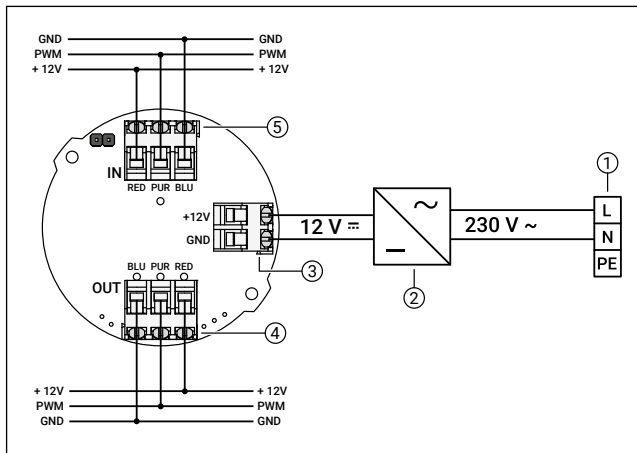 GND GND
PWM PWM
+ 12V + 12V
5
IN
RED PUR BLU
1
+12V
GND
12 V ⎓
230 V ~
L
N
PE
~
3
2
BLU PUR RED
OUT
4
+ 12V + 12V
PWM PWM
GND GND